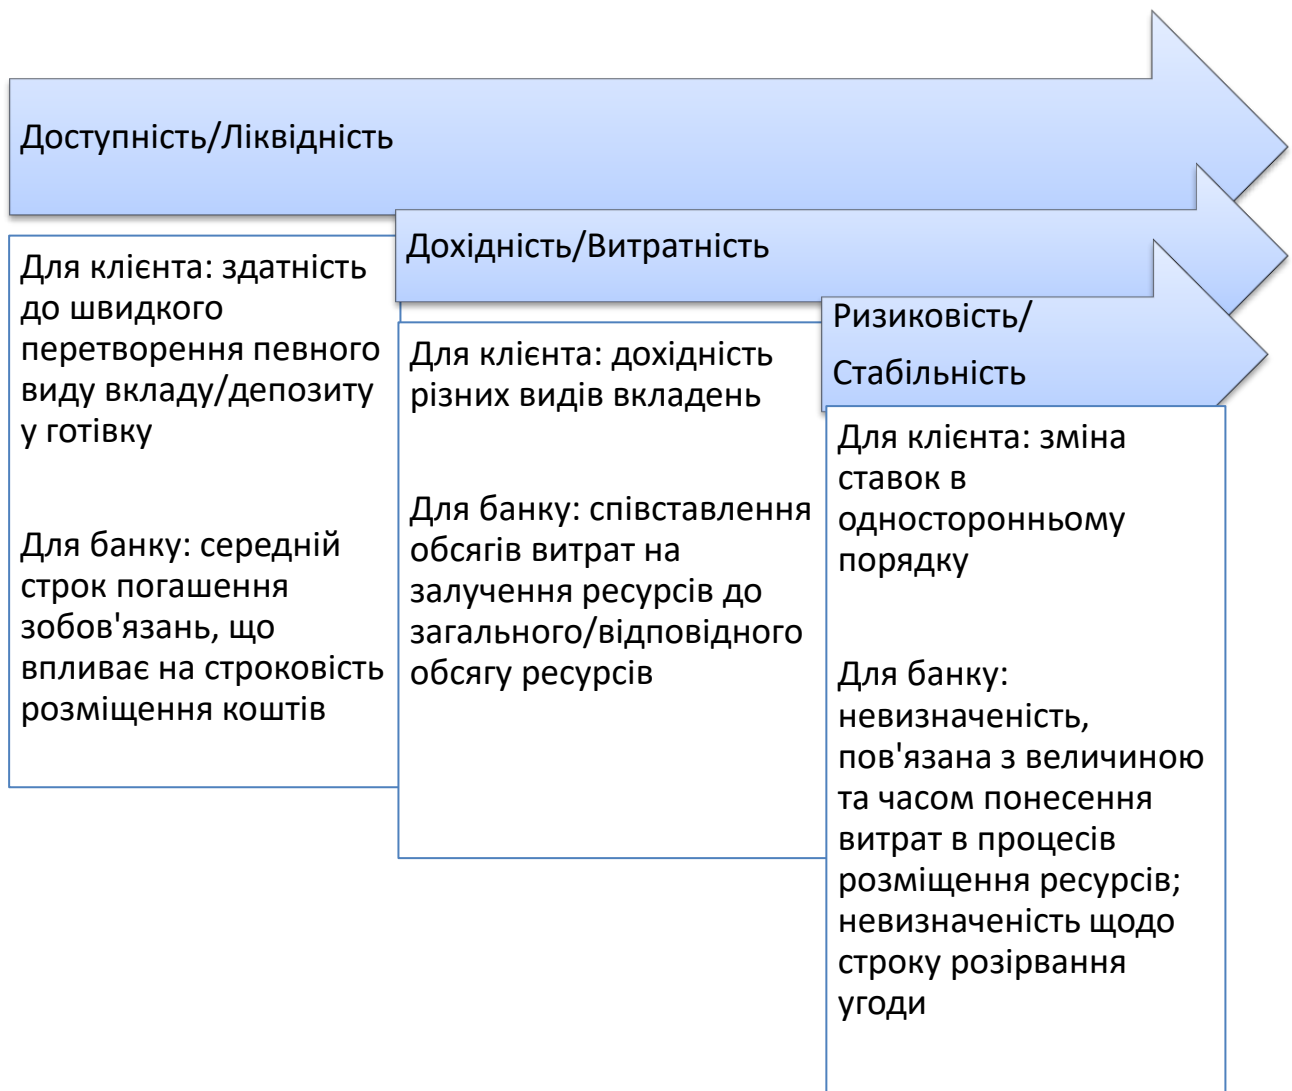 Доступність/Ліквідність
Для клієнта: здатність
до швидкого
перетворення певного
виду вкладу/депозиту
у готівку
Для банку: середній
строк погашення
зобов'язань, що
впливає на строковість
розміщення коштів
Дохідність/Витратність
Для клієнта: дохідність
різних видів вкладень
Для банку: співставлення
обсягів витрат на
залучення ресурсів до
загального/відповідного
обсягу ресурсів
Ризиковість/
Стабільність
Для клієнта: зміна
ставок в
односторонньому
порядку
Для банку:
невизначеність,
пов'язана з величиною
та часом понесення
витрат в процесів
розміщення ресурсів;
невизначеність щодо
строку розірвання
угоди